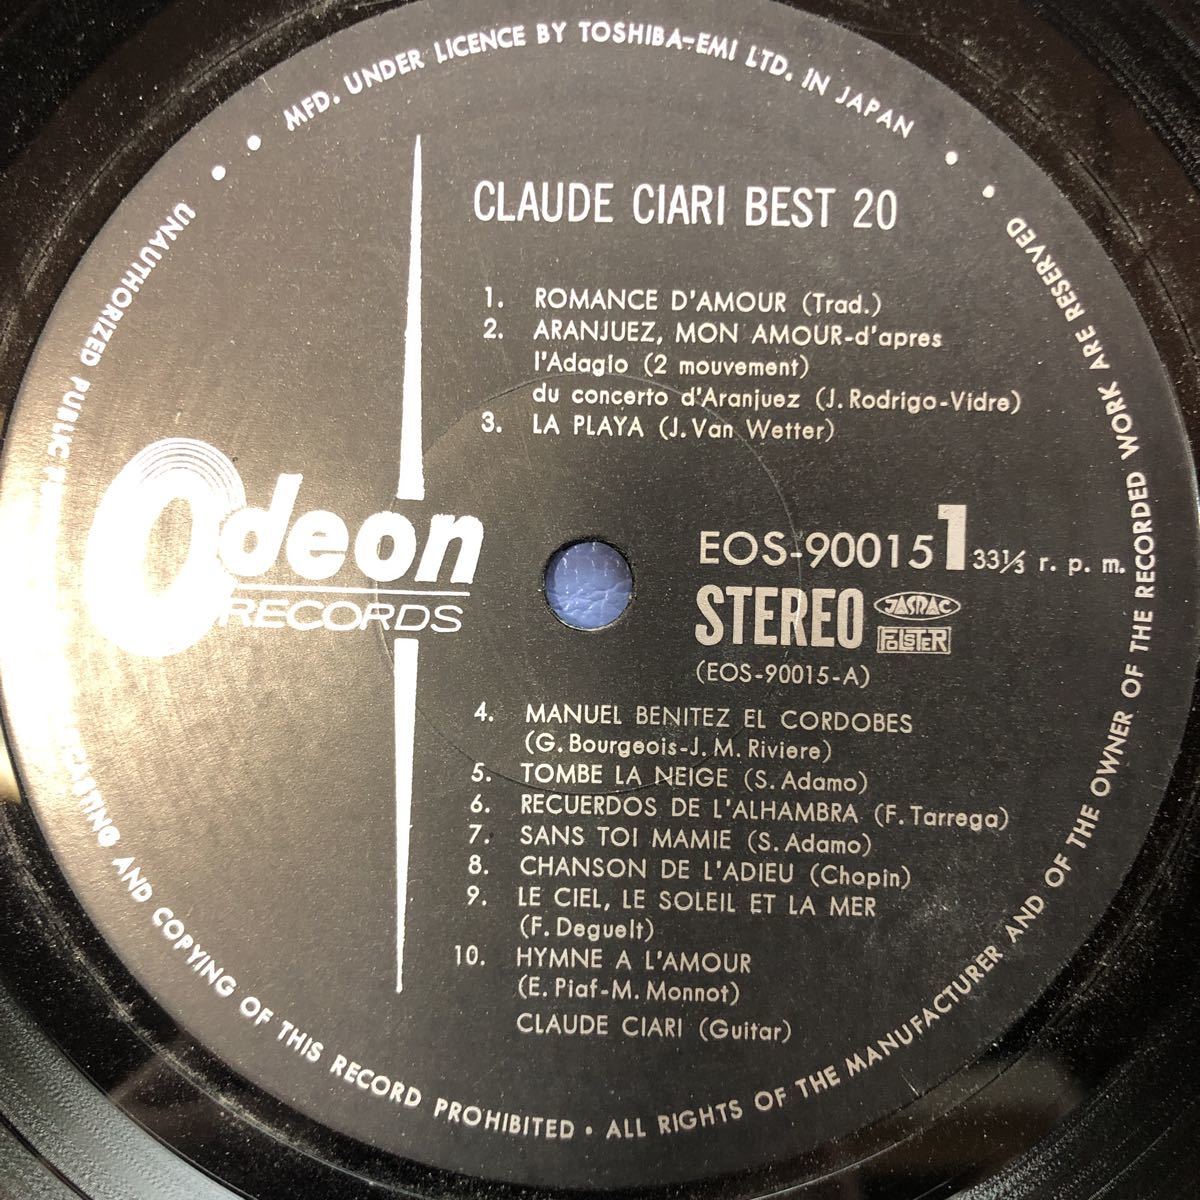 MFD. UNDER LICENCE BY TOSHIBA-EMI LTD. IN JAPAN
CLAUDE CIARI BEST 20
1. ROMANCE D'AMOUR (Trad.)
2. ARANJUEZ, MON AMOUR-d'apres
l'Adagio (2 mouvement)
du concerto d'Aranjuez (J. Rodrigo-Vidre)
3. LA PLAYA (J. Van Wetter)
Odeon
RECORDS
EOS-90015 1 33⅓ r. p. m.
STEREO JASRAC
FOLSTER
(EOS-90015-A)
4. MANUEL BENITEZ EL CORDOBES
(G. Bourgeois-J. M. Riviere)
5. TOMBE LA NEIGE (S. Adamo)
6. RECUERDOS DE L'ALHAMBRA (F. Tarrega)
7. SANS TOI MAMIE (S. Adamo)
8. CHANSON DE L'ADIEU (Chopin)
9. LE CIEL, LE SOLEIL ET LA MER
(F. Deguelt)
10. HYMNE A L'AMOUR
(E. Piaf-M. Monnot)
CLAUDE CIARI (Guitar)
UNAUTHORIZED PUBLIC AND COPYING OF THIS RECORD PROHIBITED • ALL RIGHTS OF THE MANUFACTURER AND OF THE OWNER OF THE RECORDED WORK ARE RESERVED